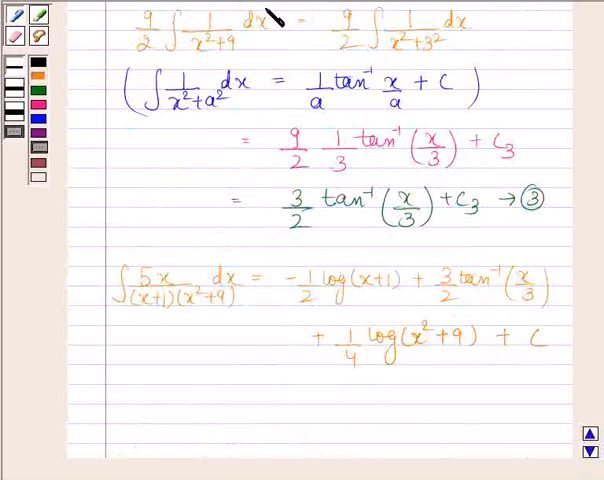 9/2 ∫ 1/(x²+9) dx = 9/2 ∫ 1/(x²+3²) dx
( ∫ 1/(x²+a²) dx = 1/a tan⁻¹ x/a + C )
= 9/2 1/3 tan⁻¹ (x/3) + C₃
= 3/2 tan⁻¹ (x/3) + C₃ → ③
∫ 5x/((x+1)(x²+9)) dx = -1/2 log(x+1) + 3/2 tan⁻¹ (x/3)
+ 1/4 log(x²+9) + C